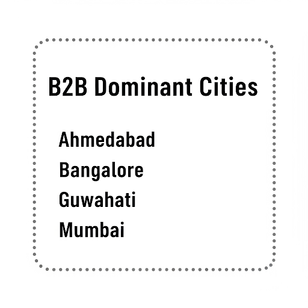 B2B Dominant Cities
Ahmedabad
Bangalore
Guwahati
Mumbai